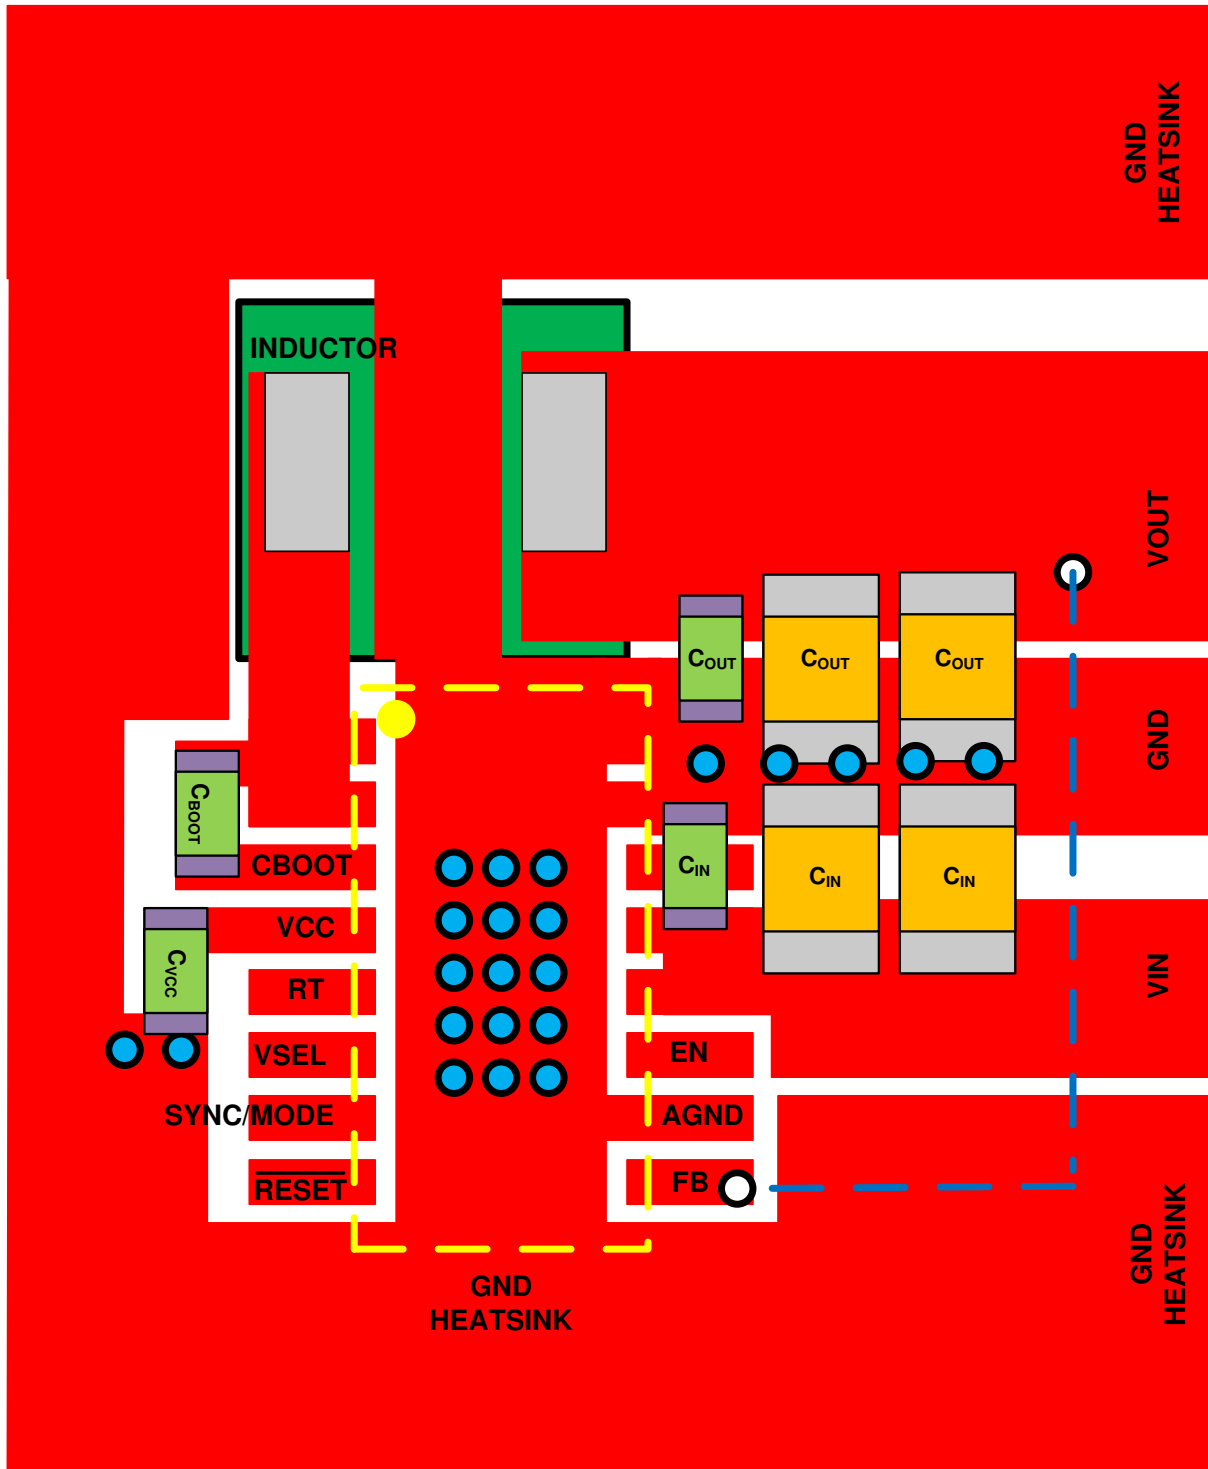 GND
HEATSINK
INDUCTOR
VOUT
COUT
COUT
COUT
GND
CBOOT
CBOOT
CIN
CIN
CIN
VCC
CVCC
VIN
RT
VSEL
EN
SYNC/MODE
AGND
RESET
FB
GND
HEATSINK
GND
HEATSINK